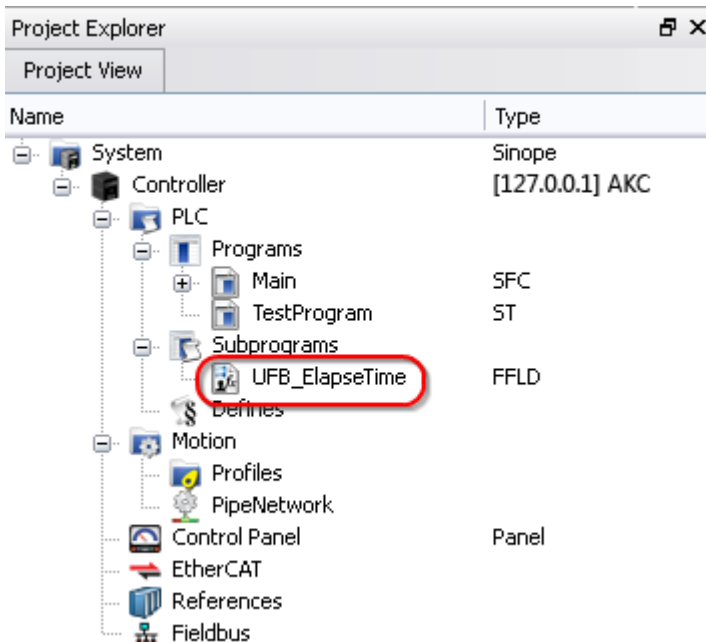 Project Explorer
Project View
Name Type
System Sinope
Controller [127.0.0.1] AKC
PLC
Programs
Main SFC
TestProgram ST
Subprograms
UFB_ElapseTime FFLD
Defines
Motion
Profiles
PipeNetwork
Control Panel Panel
EtherCAT
References
Fieldbus